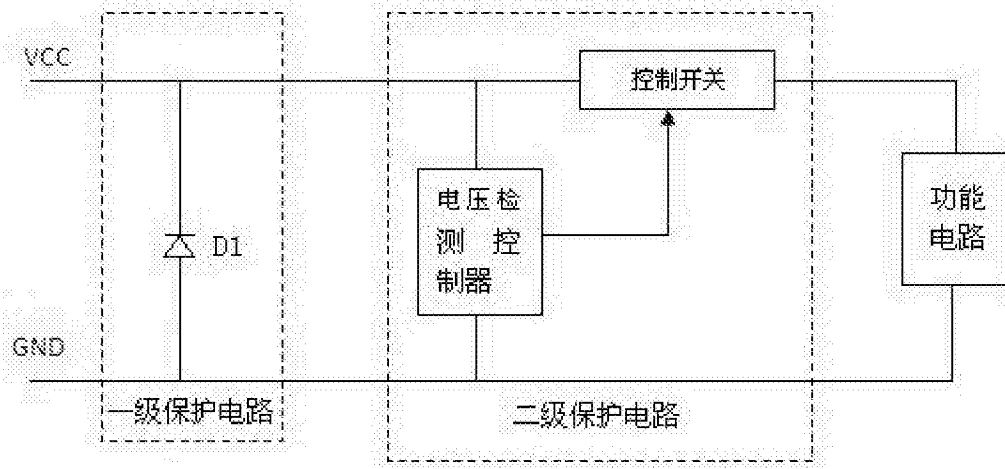 VCC
控制开关
电压检
测控
制器
功能
电路
D1
GND
一级保护电路
二级保护电路